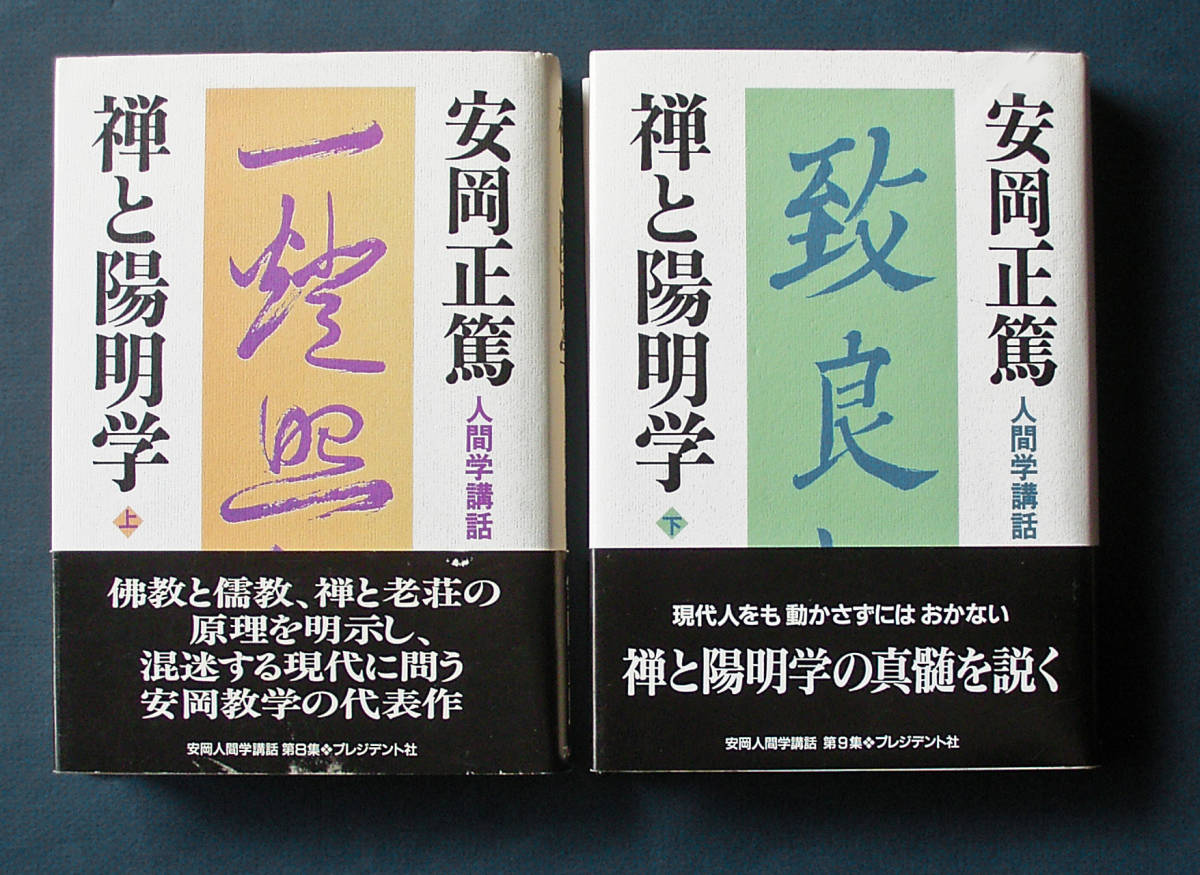 安岡正篤
人間学講話
一燈照
禅と陽明学
上
佛教と儒教、禅と老荘の
原理を明示し、
混迷する現代に問う
安岡教学の代表作
安岡人間学講話 第8集❖プレジデント社
安岡正篤
人間学講話
致良
禅と陽明学
下
現代人をも 動かさずには おかない
禅と陽明学の真髄を説く
安岡人間学講話 第9集❖プレジデント社